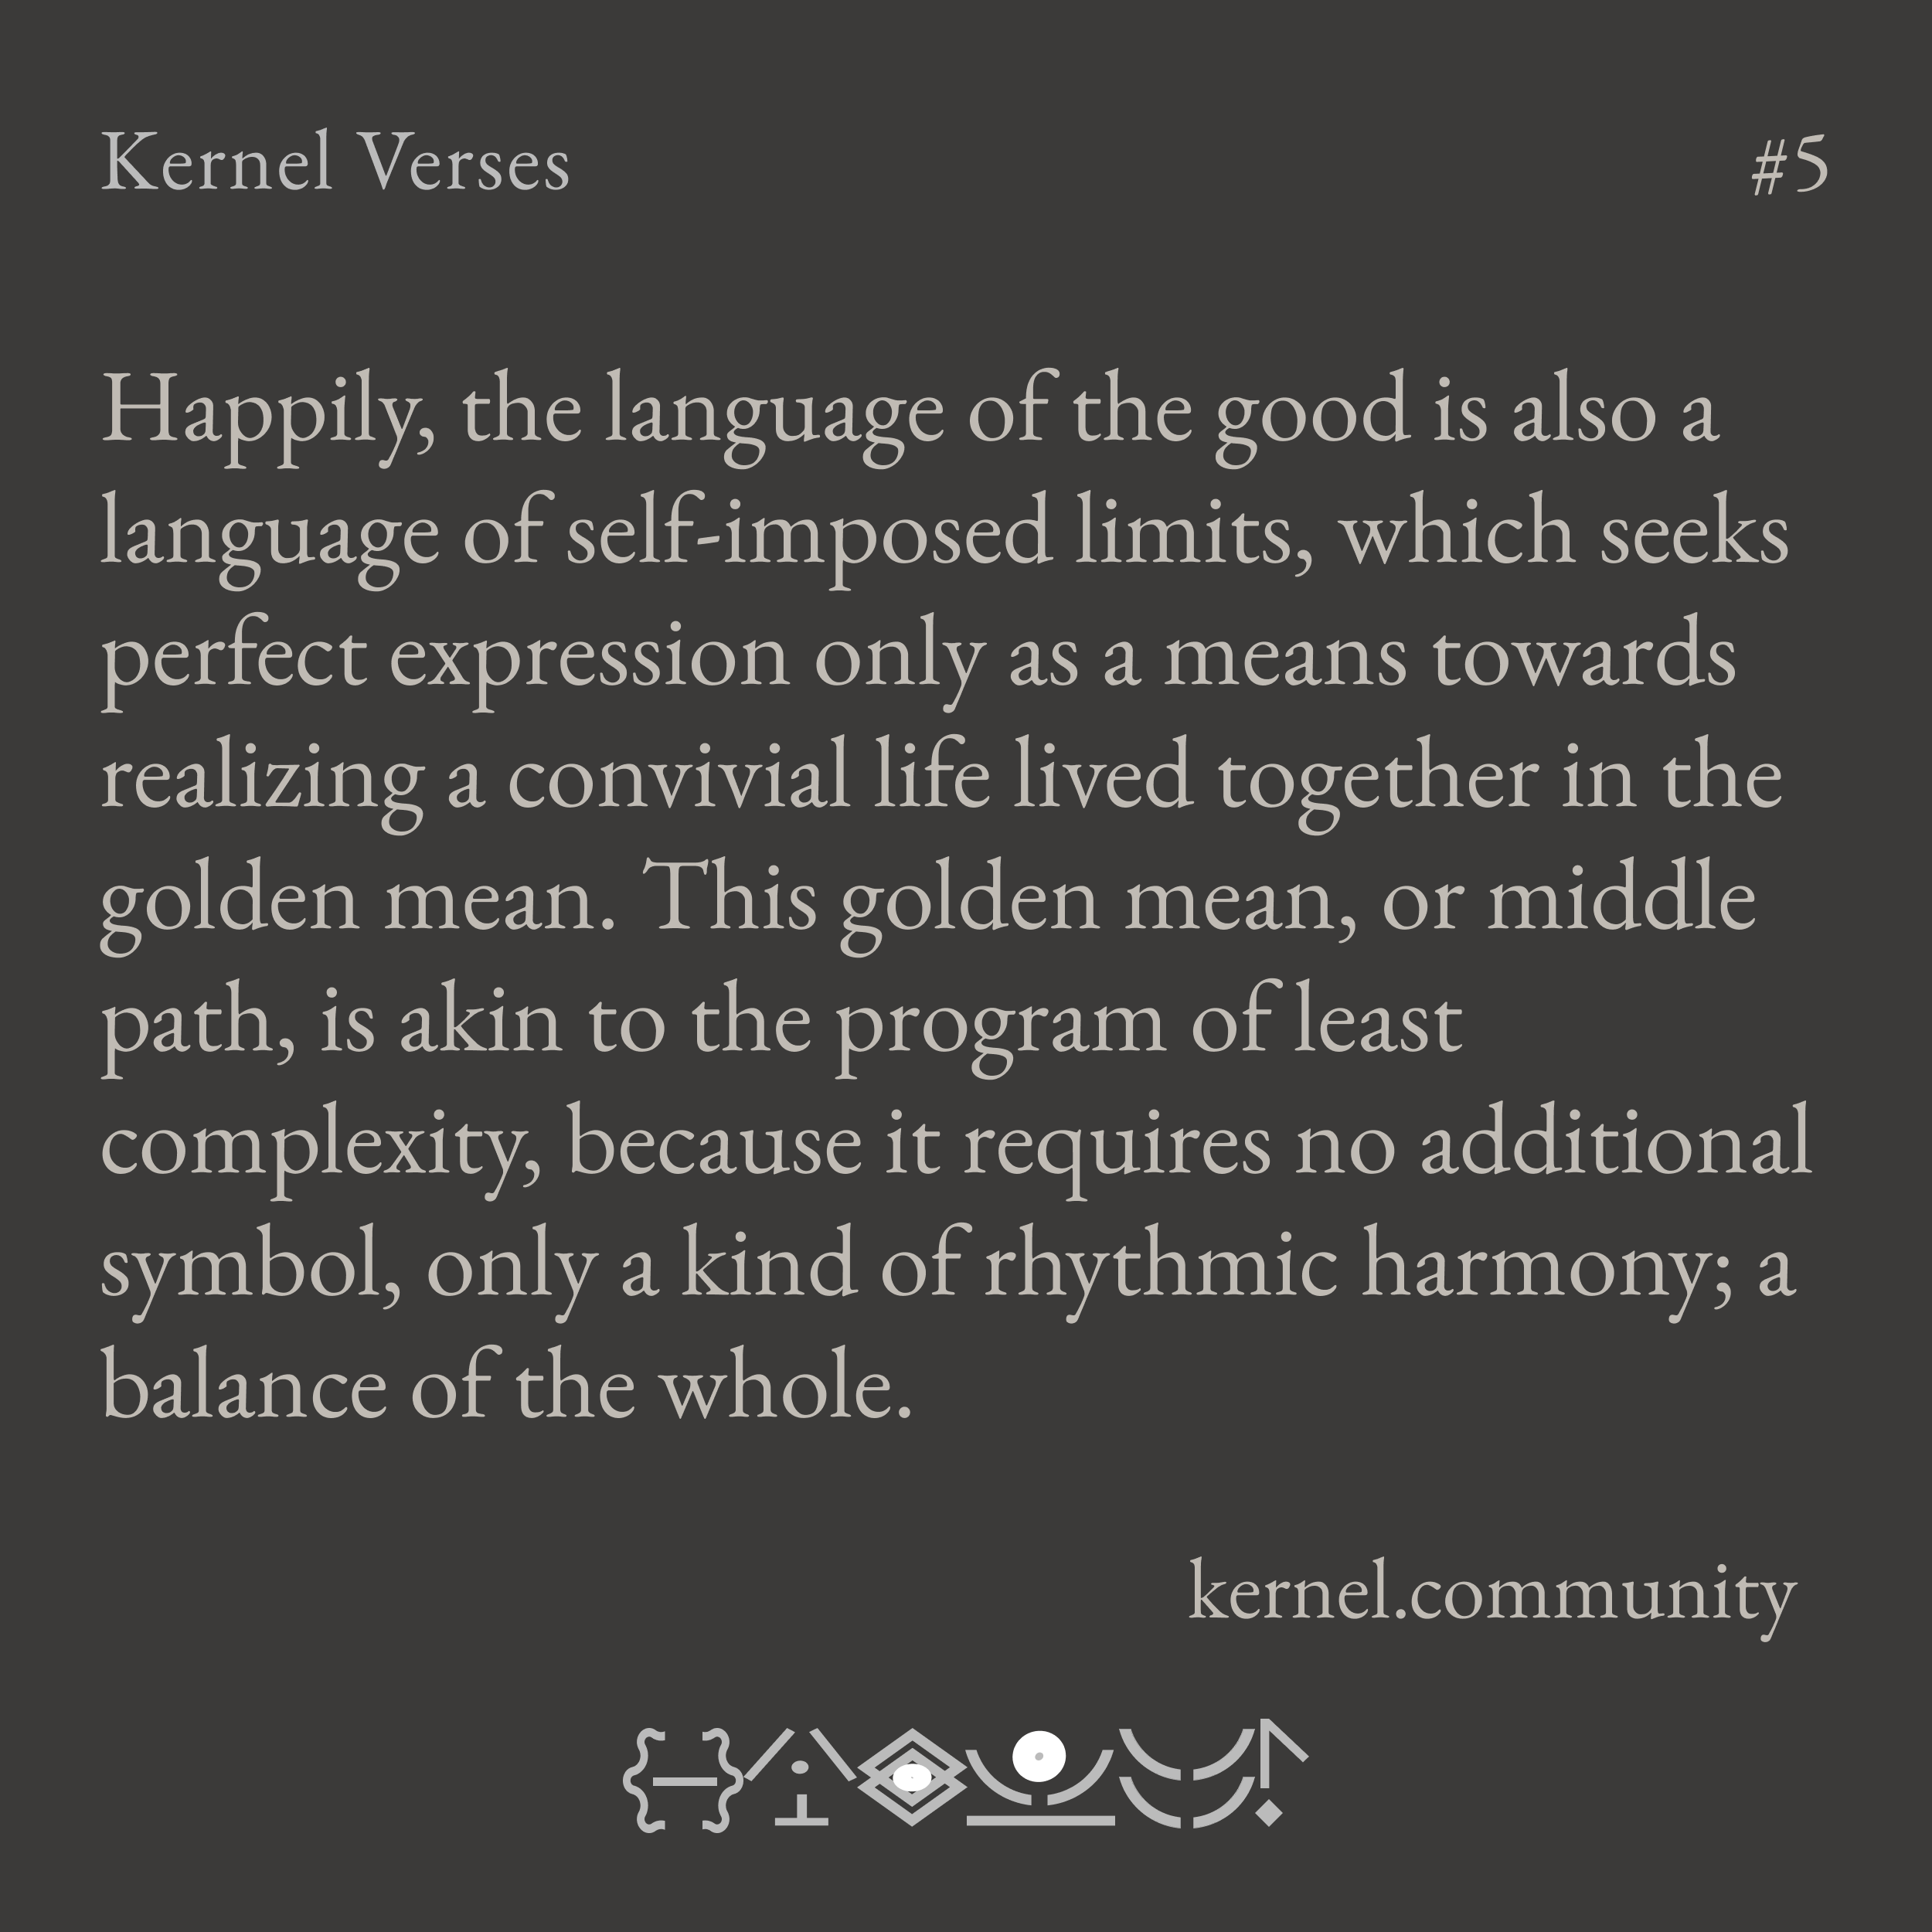 Kernel Verses
#5
Happily, the language of the good is also a
language of self-imposed limits, which seeks
perfect expression only as a means towards
realizing a convivial life lived together in the
golden mean. This golden mean, or middle
path, is akin to the program of least
complexity, because it requires no additional
symbol, only a kind of rhythmic harmony; a
balance of the whole.
kernel.community